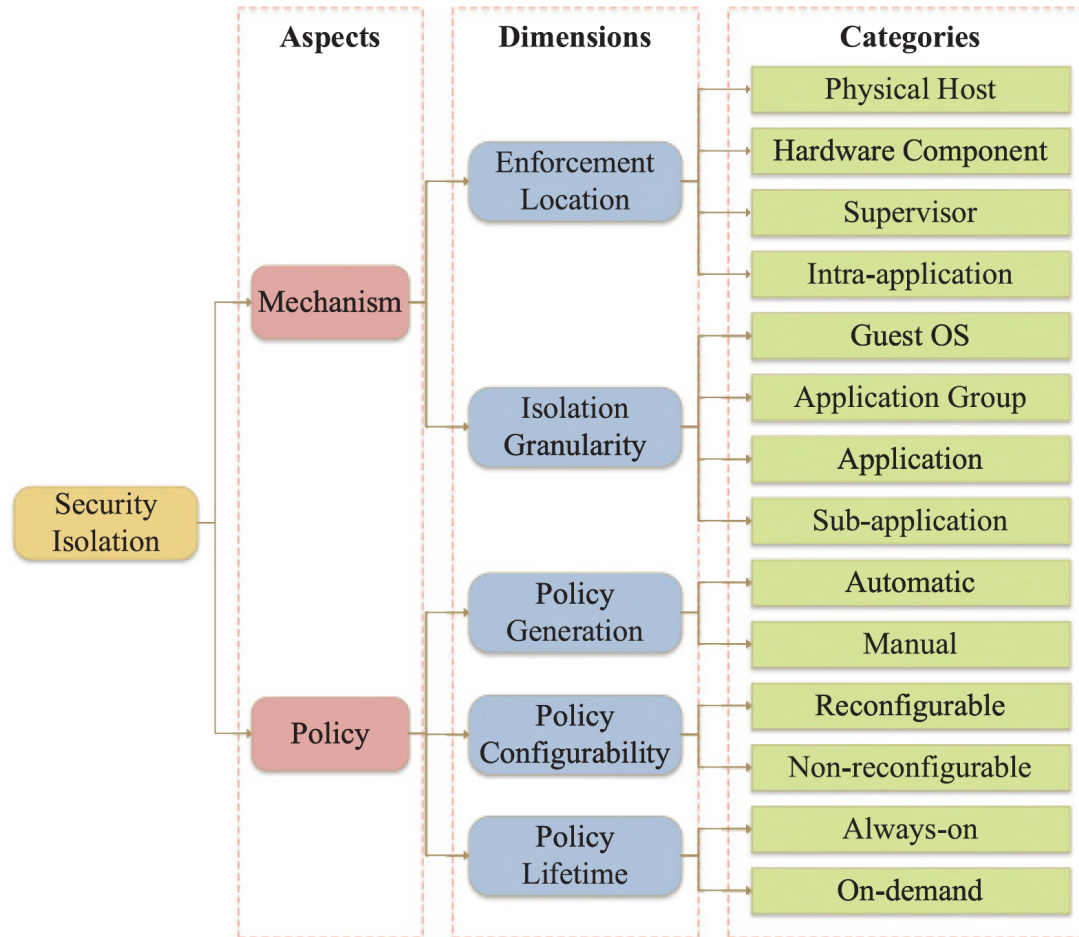 Aspects
Dimensions
Categories
Security
Isolation
Mechanism
Policy
Enforcement
Location
Isolation
Granularity
Policy
Generation
Policy
Configurability
Policy
Lifetime
Physical Host
Hardware Component
Supervisor
Intra-application
Guest OS
Application Group
Application
Sub-application
Automatic
Manual
Reconfigurable
Non-reconfigurable
Always-on
On-demand